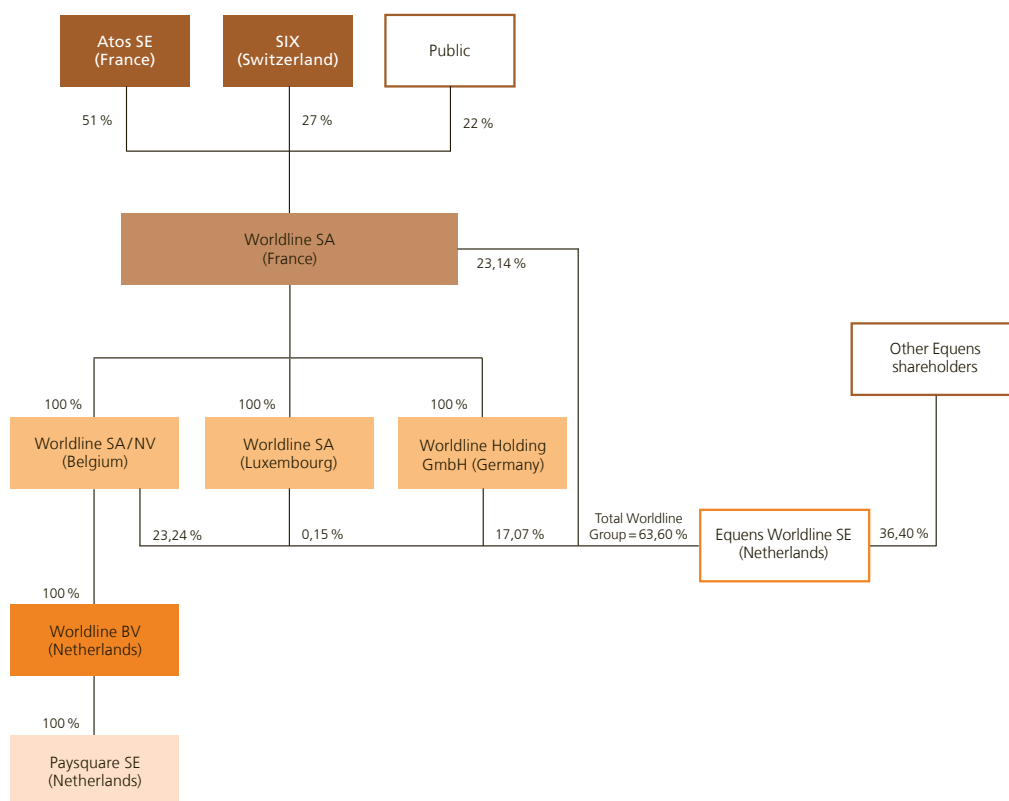 Atos SE
(France)
SIX
(Switzerland)
Public
51 %
27 %
22 %
Worldline SA
(France)
23,14 %
Other Equens
shareholders
100 %
100 %
100 %
Worldline SA/NV
(Belgium)
Worldline SA
(Luxembourg)
Worldline Holding
GmbH (Germany)
23,24 %
0,15 %
17,07 %
Total Worldline
Group = 63,60 %
Equens Worldline SE
(Netherlands)
36,40 %
100 %
Worldline BV
(Netherlands)
100 %
Paysquare SE
(Netherlands)